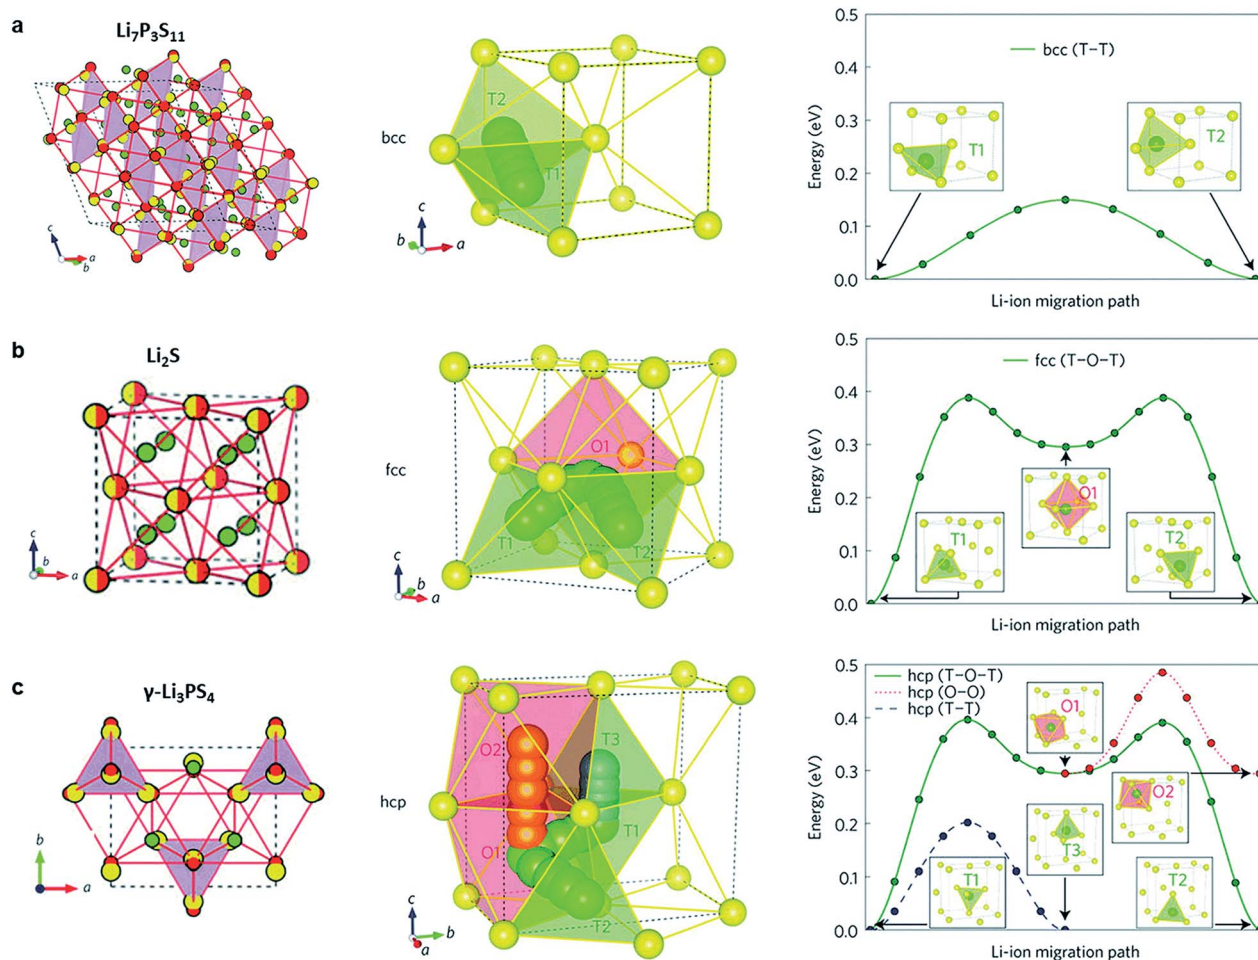 a
Li₇P₃S₁₁
c
a
b
bcc
T2
T1
c
b
a
0.5
0.4
0.3
0.2
0.1
0.0
Energy (eV)
bcc (T–T)
T1
T2
Li-ion migration path
b
Li₂S
c
b
a
fcc
O1
T1
T2
c
b
a
0.5
0.4
0.3
0.2
0.1
0.0
Energy (eV)
fcc (T–O–T)
O1
T1
T2
Li-ion migration path
c
γ-Li₃PS₄
b
a
hcp
O2
T3
T1
O1
T2
c
b
a
0.5
0.4
0.3
0.2
0.1
0.0
Energy (eV)
hcp (T–O–T)
hcp (O–O)
hcp (T–T)
O1
O2
T3
T1
T2
Li-ion migration path